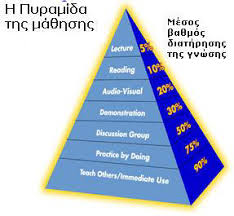 Η Πυραμίδα
της μάθησης
Μέσος
βαθμός
διατήρησης
της γνώσης
Lecture 5%
Reading 10%
Audio-Visual 20%
Demonstration 30%
Discussion Group 50%
Practice by Doing 75%
Teach Others/Immediate Use 90%